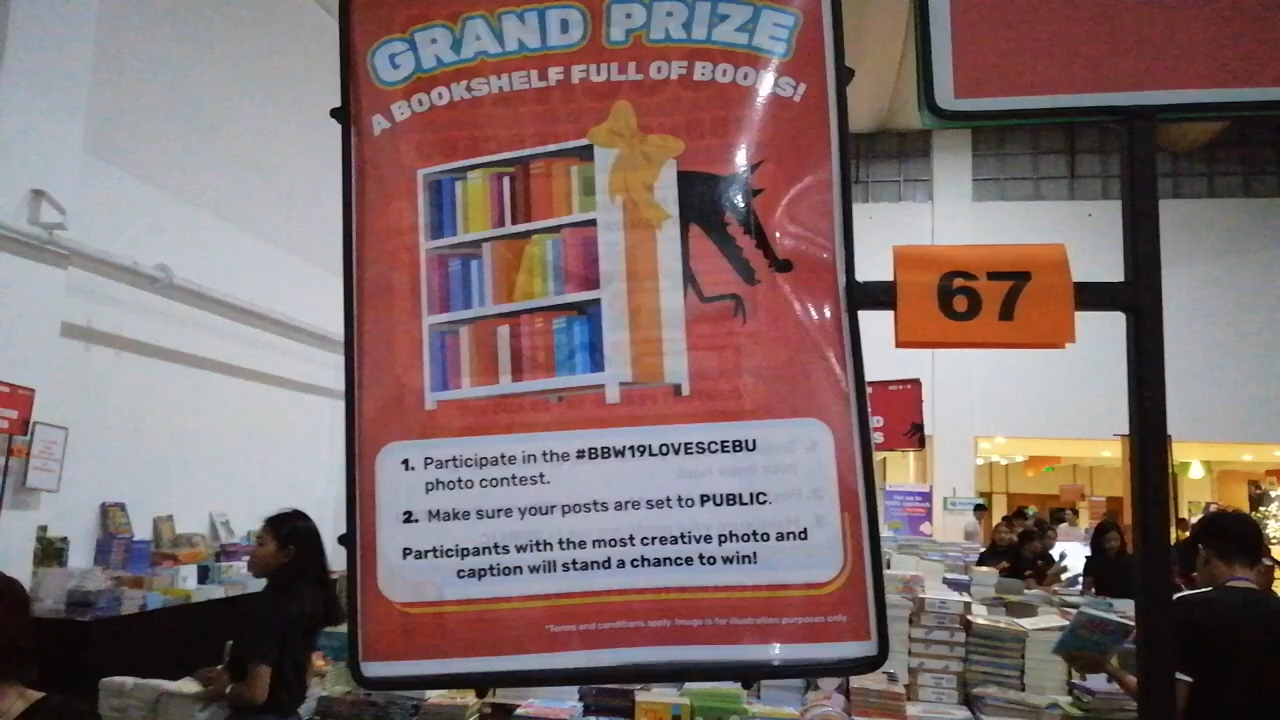 GRAND PRIZE
A BOOKSHELF FULL OF BOOKS!
1. Participate in the #BBW19LOVESCEBU
photo contest.
2. Make sure your posts are set to PUBLIC.
Participants with the most creative photo and
caption will stand a chance to win!
*Terms and conditions apply. Image is for illustration purposes only.
67